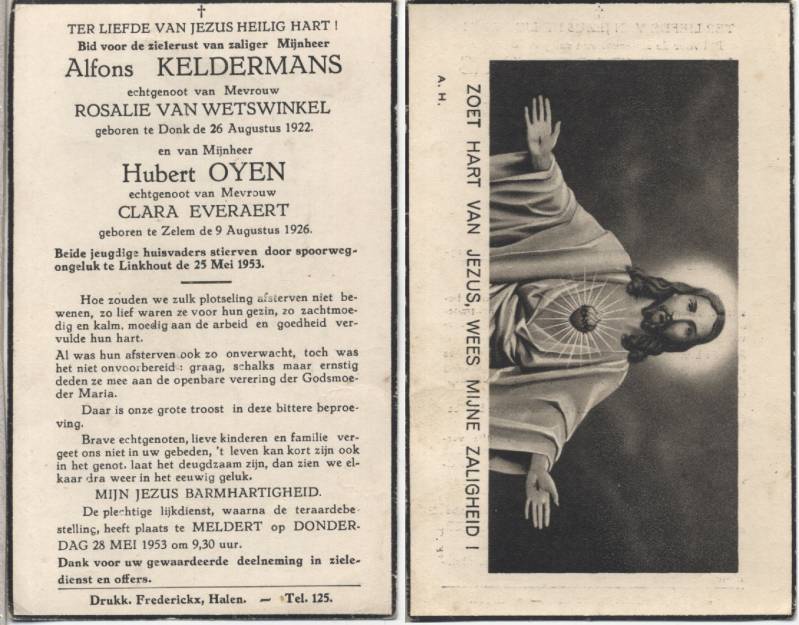 TER LIEFDE VAN JEZUS HEILIG HART !
Bid voor de zielerust van zaliger Mijnheer
Alfons KELDERMANS
echtgenoot van Mevrouw
ROSALIE VAN WETSWINKEL
geboren te Donk de 26 Augustus 1922.
en van Mijnheer
Hubert OYEN
echtgenoot van Mevrouw
CLARA EVERAERT
geboren te Zelem de 9 Augustus 1926.
Beide jeugdige huisvaders stierven door spoorweg-
ongeluk te Linkhout de 25 Mei 1953.
Hoe zouden we zulk plotseling afsterven niet be-
wenen, zo lief waren ze voor hun gezin, zo zachtmoe-
dig en kalm, moedig aan de arbeid en goedheid ver-
vulde hun hart.
Al was hun afsterven ook zo onverwacht, toch was
het niet onvoorbereid: graag, schalks maar ernstig
deden ze mee aan de openbare verering der Godsmoe-
der Maria.
Daar is onze grote troost in deze bittere beproe-
ving.
Brave echtgenoten, lieve kinderen en familie ver-
geet ons niet in uw gebeden, 't leven kan kort zijn ook
in het genot, laat het deugdzaam zijn, dan zien we el-
kaar dra weer in het eeuwig geluk.
MIJN JEZUS BARMHARTIGHEID.
De plechtige lijkdienst, waarna de teraardebe-
stelling, heeft plaats te MELDERT op DONDER-
DAG 28 MEI 1953 om 9,30 uur.
Dank voor uw gewaardeerde deelneming in ziele-
dienst en offers.
Drukk. Frederickx, Halen. — Tel. 125.
ZOET HART VAN JEZUS, WEES MIJNE ZALIGHEID !
A. H.